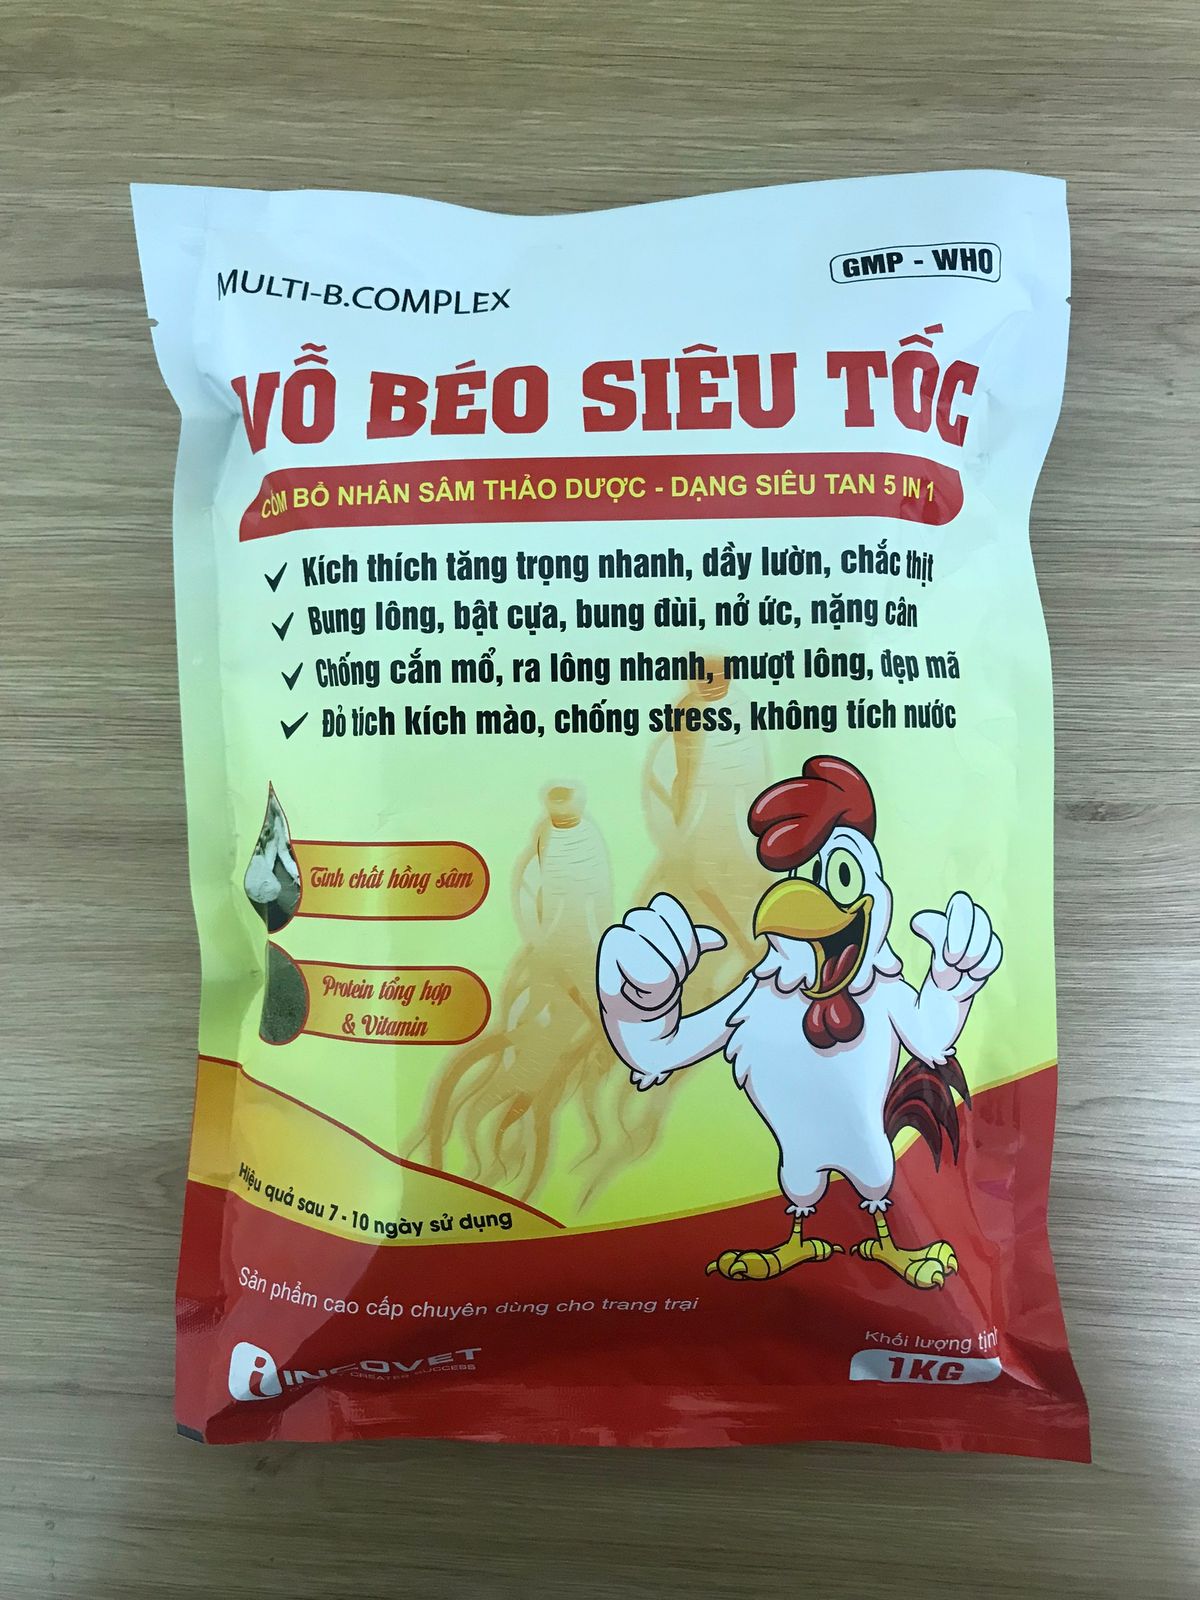 MULTI-B.COMPLEX
GMP - WHO
VỖ BÉO SIÊU TỐC
CỐM BỔ NHÂN SÂM THẢO DƯỢC - DẠNG SIÊU TAN 5 IN 1
Kích thích tăng trọng nhanh, dầy lườn, chắc thịt
Bung lông, bật cựa, bung đùi, nở ức, nặng cân
Chống cắn mổ, ra lông nhanh, mượt lông, đẹp mã
Đỏ tích kích mào, chống stress, không tích nước
Tinh chất hồng sâm
Protein tổng hợp
& Vitamin
Hiệu quả sau 7 - 10 ngày sử dụng
Sản phẩm cao cấp chuyên dùng cho trang trại
Khối lượng tịnh
1KG
INCOVET
CREATES SUCCESS